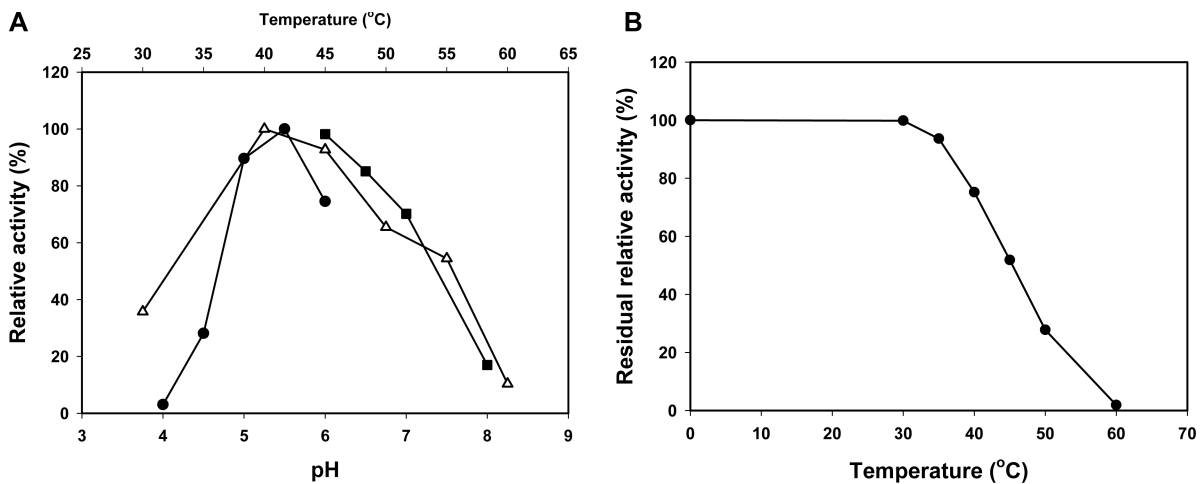 A
Temperature (°C)
25 30 35 40 45 50 55 60 65
120
100
80
60
40
20
0
Relative activity (%)
3 4 5 6 7 8 9
pH
B
120
100
80
60
40
20
0
Residual relative activity (%)
0 10 20 30 40 50 60 70
Temperature (°C)